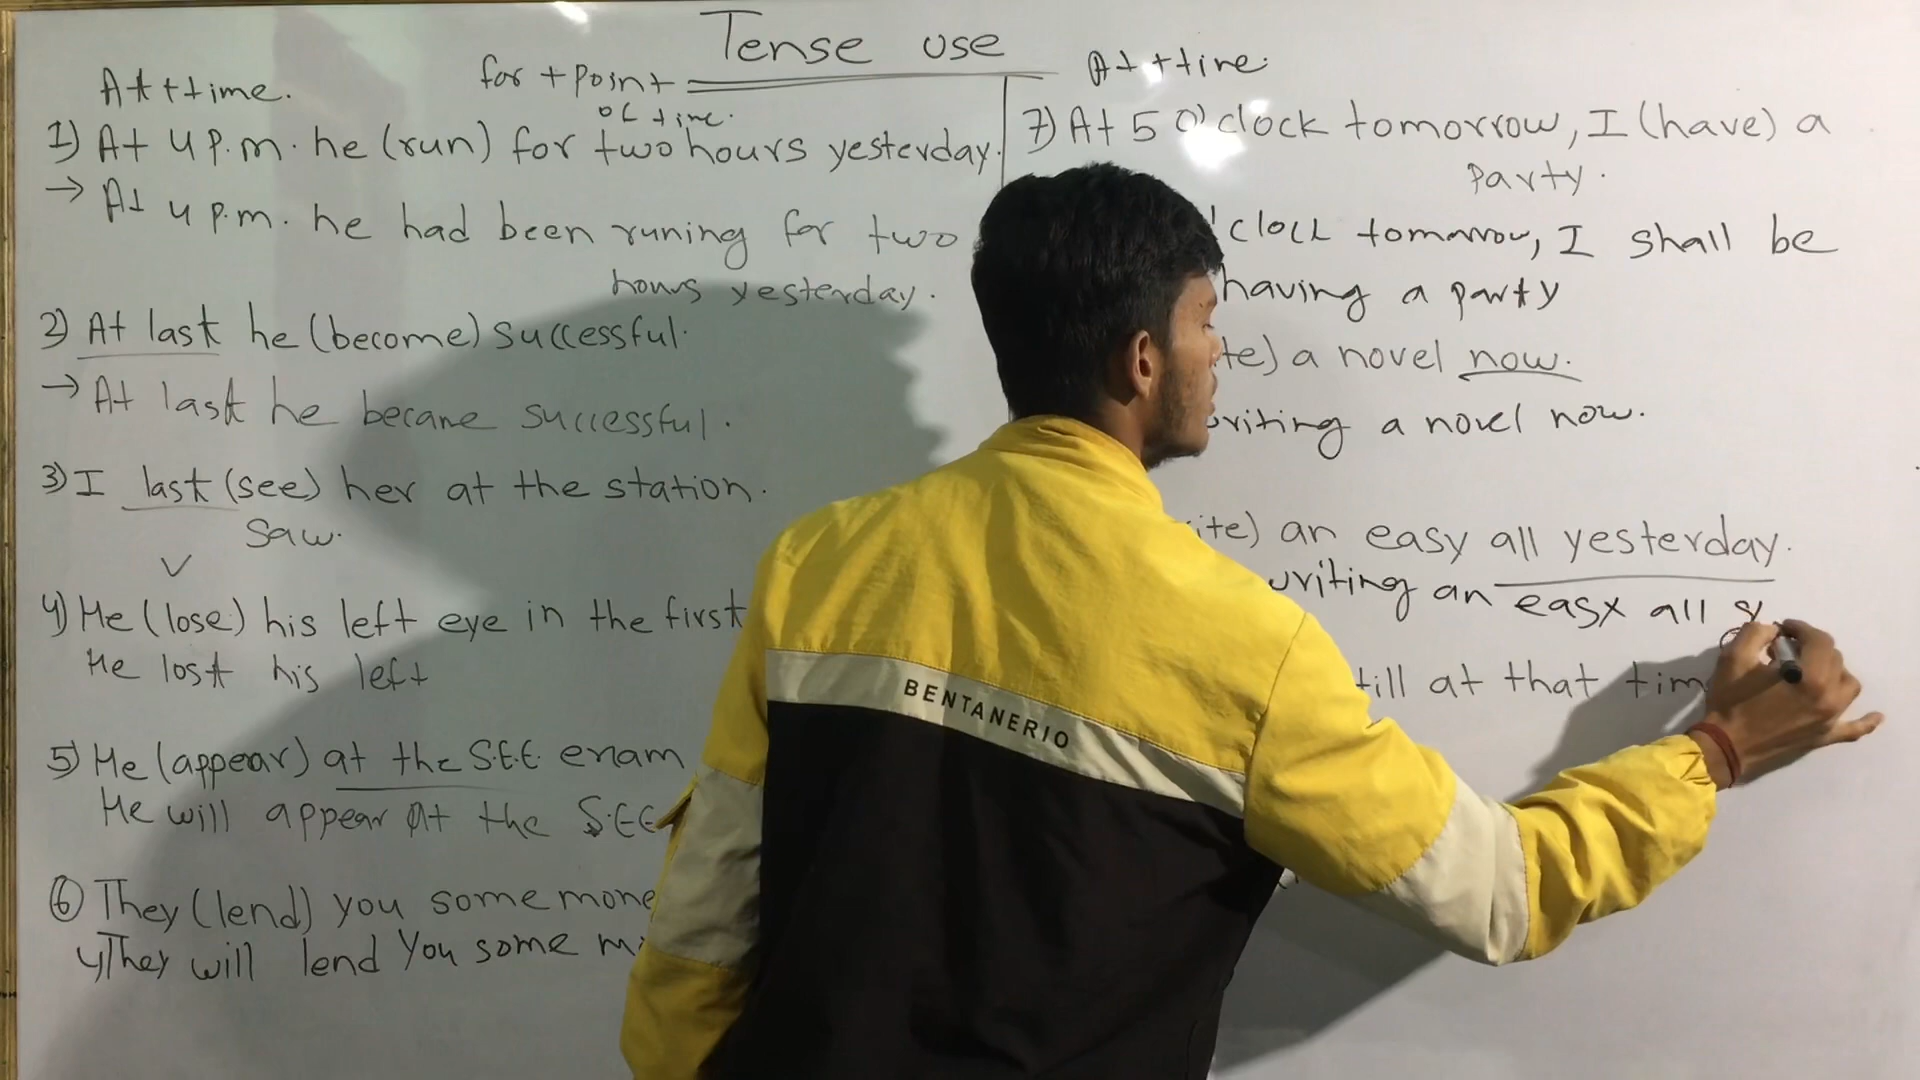 Tense use
At + time.
for + point
of time.
1) At 4 P.m. he (run) for two hours yesterday.
→ At 4 p.m. he had been runing for two
hours yesterday.
2) At last he (become) successful.
→ At last he became successful.
3) I last (see) her at the station.
saw.
4) He (lose) his left eye in the first
He lost his left
5) He (appear) at the S.E.E. exam
He will appear At the S.EE
6) They (lend) you some mone
They will lend You some m
At + time.
7) At 5 O'clock tomorrow, I (have) a
Party.
'clock tomorrow, I shall be
having a party
te) a novel now.
writing a novel now.
ite) an easy all yesterday.
writing an easy all y
till at that tim
BENTANERIO